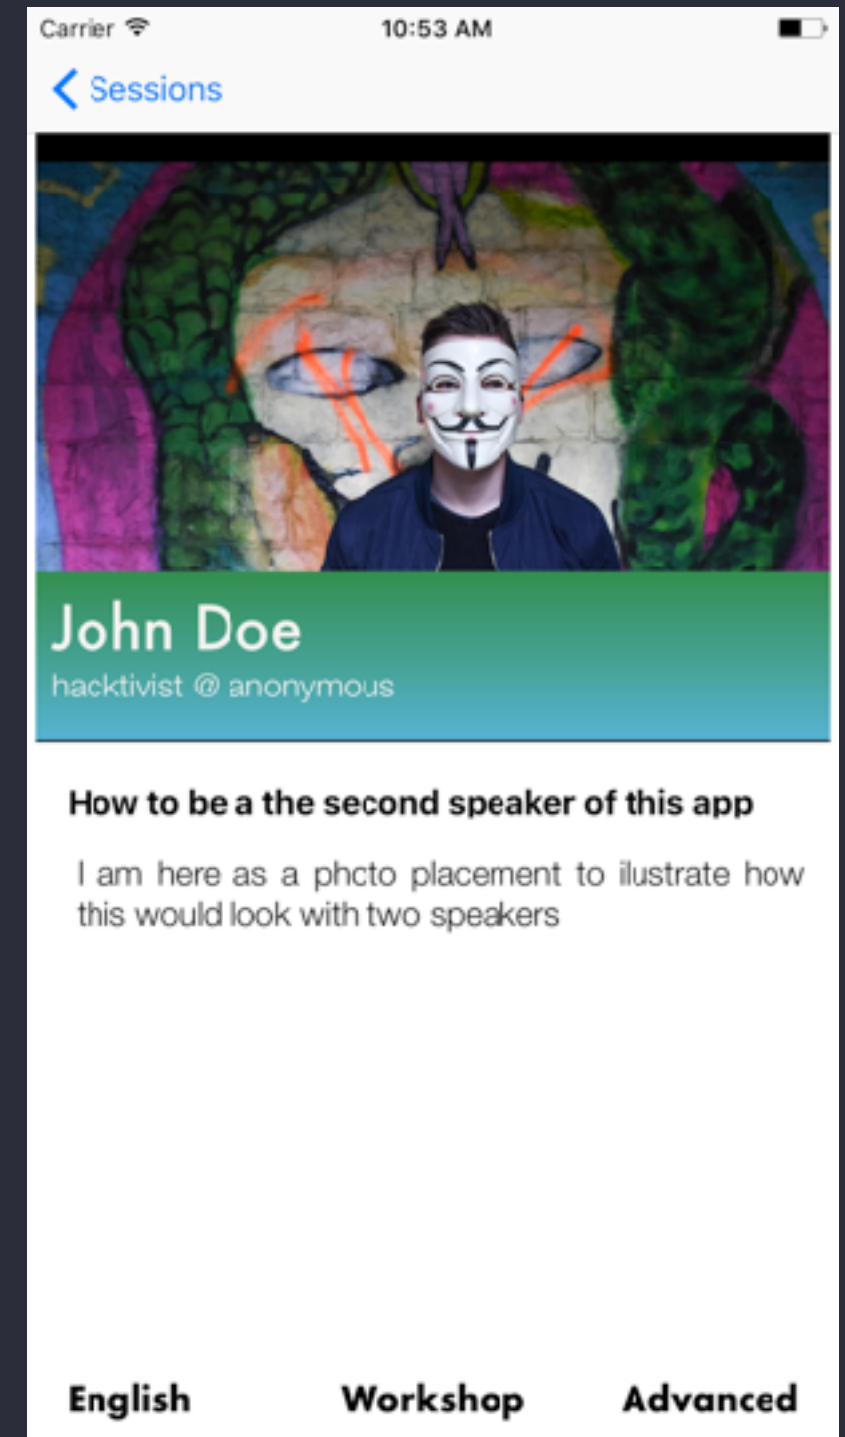 Carrier
10:53 AM
Sessions
John Doe
hacktivist @ anonymous
How to be a the second speaker of this app
I am here as a photo placement to ilustrate how
this would look with two speakers
English
Workshop
Advanced